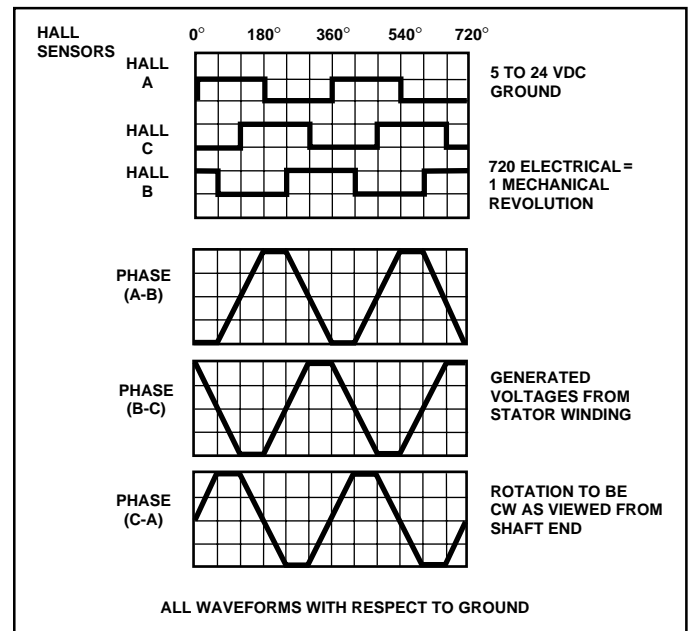 HALL
SENSORS
0° 180° 360° 540° 720°
HALL
A
5 TO 24 VDC
GROUND
HALL
C
HALL
B
720 ELECTRICAL =
1 MECHANICAL
REVOLUTION
PHASE
(A-B)
PHASE
(B-C)
GENERATED
VOLTAGES FROM
STATOR WINDING
PHASE
(C-A)
ROTATION TO BE
CW AS VIEWED FROM
SHAFT END
ALL WAVEFORMS WITH RESPECT TO GROUND